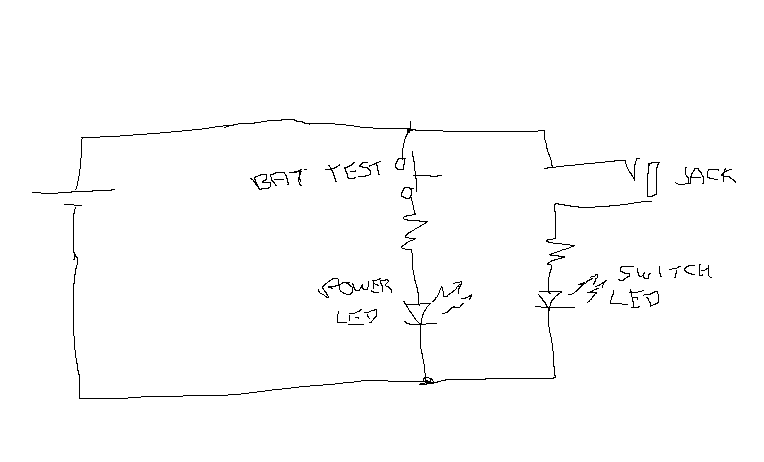 BAT TEST
JACK
POWER
LED
SWITCH
LED